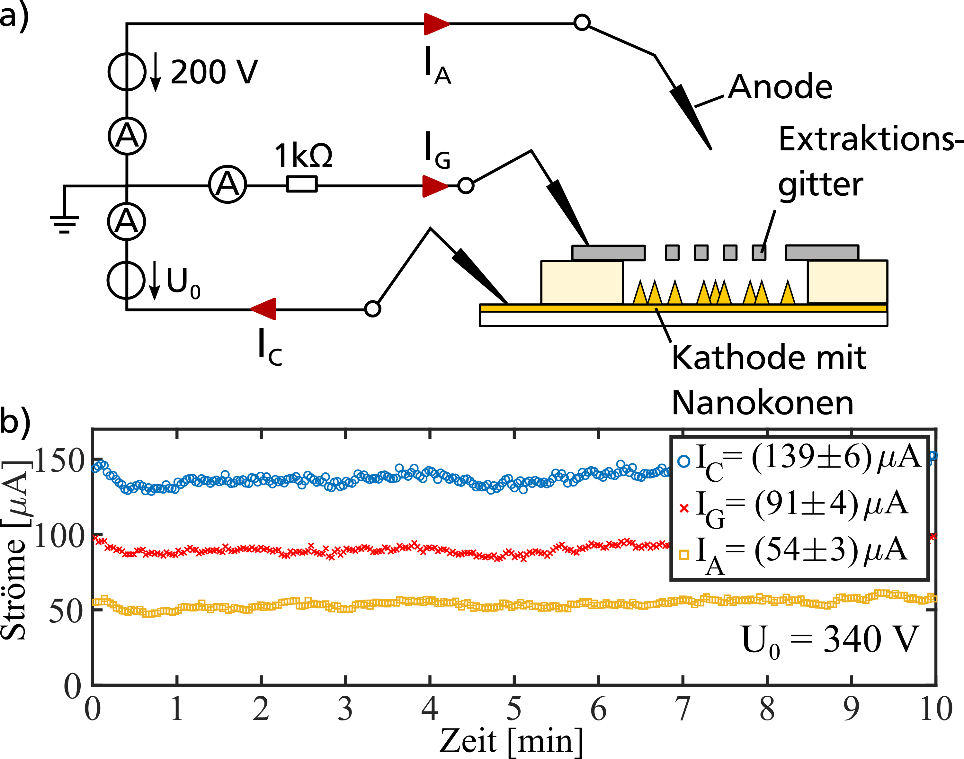 a)
200 V
I_A
Anode
A
Extraktions-
gitter
1kΩ
I_G
A
A
U_0
I_C
Kathode mit
Nanokonen
b)
Ströme [µA]
150
100
50
0
I_C= (139±6) µA
I_G= (91±4) µA
I_A= (54±3) µA
U_0 = 340 V
0 1 2 3 4 5 6 7 8 9 10
Zeit [min]